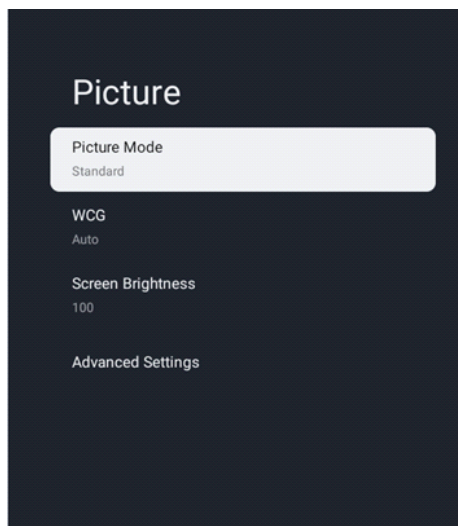 Picture
Picture Mode
Standard
WCG
Auto
Screen Brightness
100
Advanced Settings